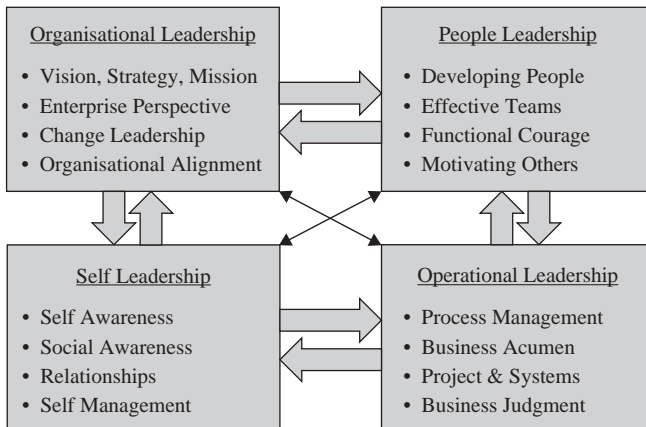 Organisational Leadership
• Vision, Strategy, Mission
• Enterprise Perspective
• Change Leadership
• Organisational Alignment
People Leadership
• Developing People
• Effective Teams
• Functional Courage
• Motivating Others
Self Leadership
• Self Awareness
• Social Awareness
• Relationships
• Self Management
Operational Leadership
• Process Management
• Business Acumen
• Project & Systems
• Business Judgment